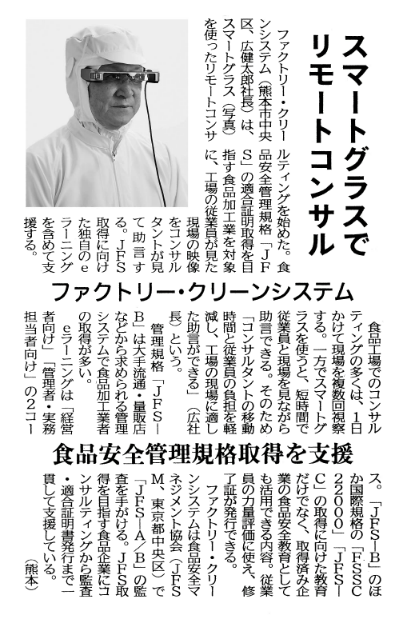 スマートグラスで
リモートコンサル
ファクトリー・クリー
ンシステム（熊本市中央
区、広健太郎社長）は、
スマートグラス（写真）
を使ったリモートコンサ
ルティングを始めた。食
品安全管理規格「ＪＦ
Ｓ」の適合証明取得を目
指す食品加工業を対象
に、工場の従業員が見た
現場の映像
をコンサル
タントが見
て助言す
る。ＪＦＳ
取得に向け
た独自のｅ
ラーニング
を含めて支
援する。
ファクトリー・クリーンシステム
食品工場でのコンサル
ティングの多くは、１日
かけて現場を複数回視察
する。一方でスマートグ
ラスを使うと、短時間で
従業員と現場を見ながら
助言できる。そのため
「コンサルタントの移動
時間と従業員の負担を軽
減し、工場の現場に適し
た助言ができる」（広社
長）という。
管理規格「ＪＦＳ―
Ｂ」は大手流通・量販店
などから求められる管理
システムで食品加工業者
の取得が多い。
ｅラーニングは「経営
者向け」「管理者・実務
担当者向け」の２コー
食品安全管理規格取得を支援
ス。「ＪＦＳ―Ｂ」のほ
か国際規格の「ＦＳＳＣ
２２０００」「ＪＦＳ―
Ｃ」の取得に向けた教育
だけでなく、取得済み企
業の食品安全教育として
も活用できる内容。従業
員の力量評価に使え、修
了証が発行できる。
ファクトリー・クリー
ンシステムは食品安全マ
ネジメント協会（ＪＦＳ
Ｍ、東京都中央区）で
「ＪＦＳ―Ａ／Ｂ」の監
査を手がける。ＪＦＳ取
得を目指す食品企業にコ
ンサルティングから監査
・適合証明書発行まで一
貫して支援している。
（熊本）